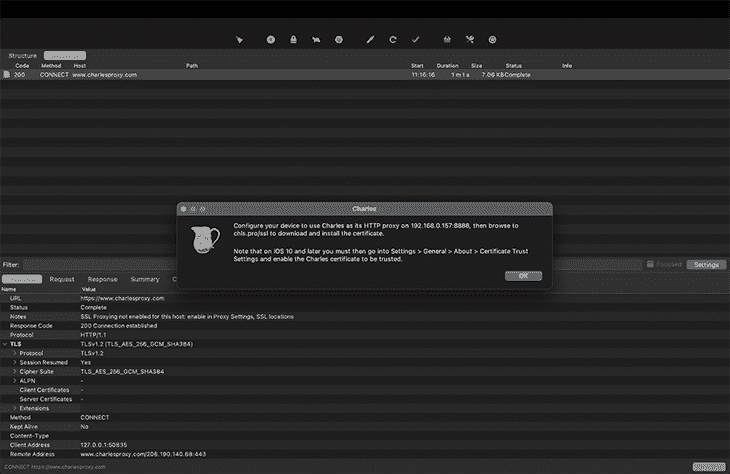 Structure
Code Method Host Path Start Duration Size Status Info
200 CONNECT www.charlesproxy.com 11:16:16 1 m 1 s 7.06 KB Complete
Charles
Configure your device to use Charles as its HTTP proxy on 192.168.0.157:8888, then browse to
chls.pro/ssl to download and install the certificate.
Note that on iOS 10 and later you must then go into Settings > General > About > Certificate Trust
Settings and enable the Charles certificate to be trusted.
OK
Filter: Focused Settings
Request Response Summary C
Name Value
URL https://www.charlesproxy.com
Status Complete
Notes SSL Proxying not enabled for this host: enable in Proxy Settings, SSL locations
Response Code 200 Connection established
Protocol HTTP/1.1
TLS TLSv1.2 (TLS_AES_256_GCM_SHA384)
Protocol TLSv1.2
Session Resumed Yes
Cipher Suite TLS_AES_256_GCM_SHA384
ALPN -
Client Certificates -
Server Certificates -
Extensions
Method CONNECT
Kept Alive No
Content-Type
Client Address 127.0.0.1:50835
Remote Address www.charlesproxy.com/206.190.140.68:443
CONNECT https://www.charlesproxy.com